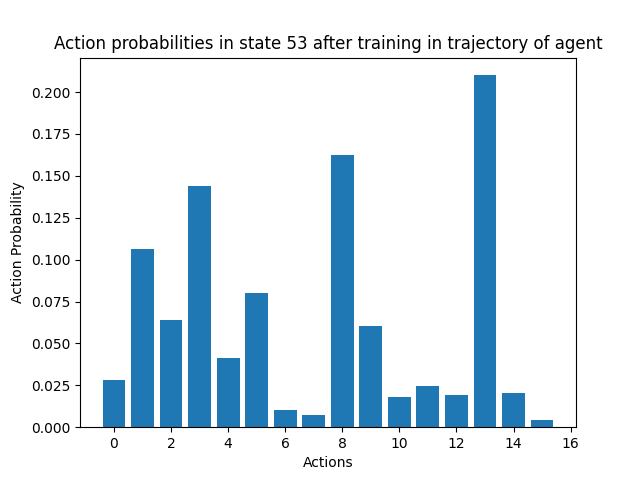 Action probabilities in state 53 after training in trajectory of agent
0.200
0.175
0.150
0.125
0.100
0.075
0.050
0.025
0.000
Action Probability
0 2 4 6 8 10 12 14 16
Actions